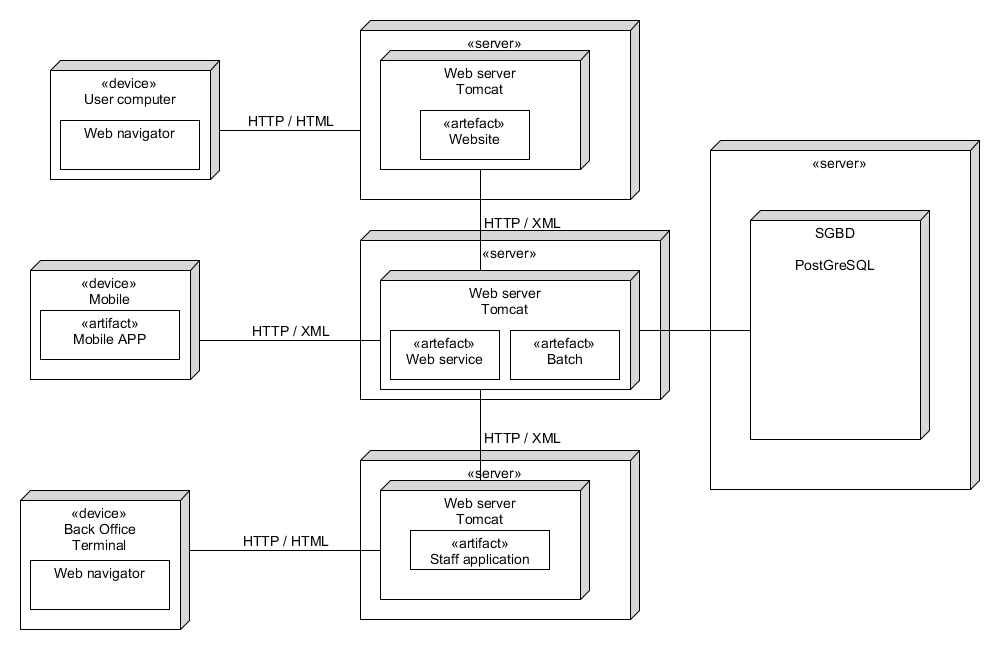 «server»
Web server
Tomcat
«artefact»
Website
«device»
User computer
Web navigator
HTTP / HTML
HTTP / XML
«server»
Web server
Tomcat
«artefact»
Web service
«artefact»
Batch
«device»
Mobile
«artifact»
Mobile APP
HTTP / XML
«server»
SGBD
PostGreSQL
HTTP / XML
«server»
Web server
Tomcat
«artifact»
Staff application
«device»
Back Office
Terminal
Web navigator
HTTP / HTML